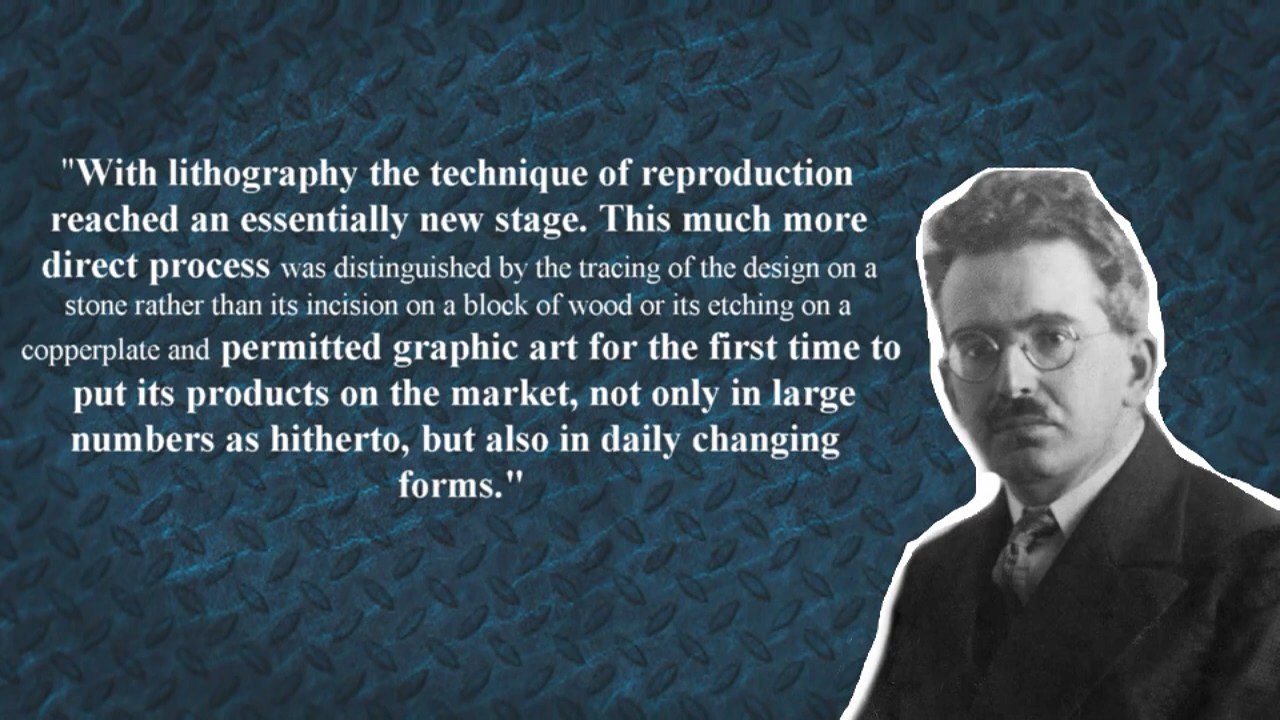 "With lithography the technique of reproduction
reached an essentially new stage. This much more
direct process was distinguished by the tracing of the design on a
stone rather than its incision on a block of wood or its etching on a
copperplate and permitted graphic art for the first time to
put its products on the market, not only in large
numbers as hitherto, but also in daily changing
forms."